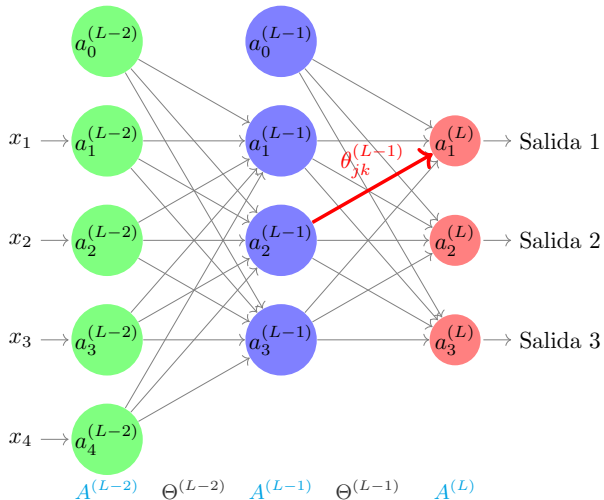 a_0^{(L-2)} a_0^{(L-1)}
x_1 a_1^{(L-2)} a_1^{(L-1)} a_1^{(L)} Salida 1
θ_{jk}^{(L-1)}
x_2 a_2^{(L-2)} a_2^{(L-1)} a_2^{(L)} Salida 2
x_3 a_3^{(L-2)} a_3^{(L-1)} a_3^{(L)} Salida 3
x_4 a_4^{(L-2)}
A^{(L-2)} Θ^{(L-2)} A^{(L-1)} Θ^{(L-1)} A^{(L)}